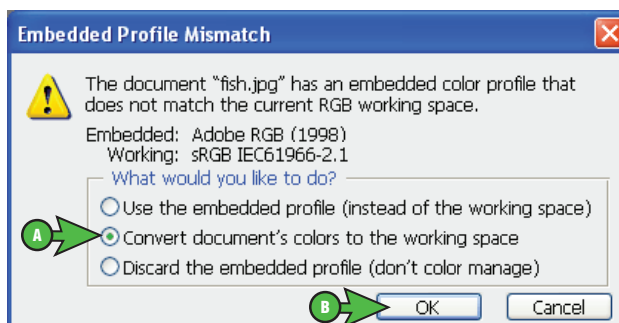 Embedded Profile Mismatch
The document “fish.jpg” has an embedded color profile that
does not match the current RGB working space.
Embedded: Adobe RGB (1998)
Working: sRGB IEC61966-2.1
What would you like to do?
Use the embedded profile (instead of the working space)
A Convert document's colors to the working space
Discard the embedded profile (don't color manage)
B OK Cancel